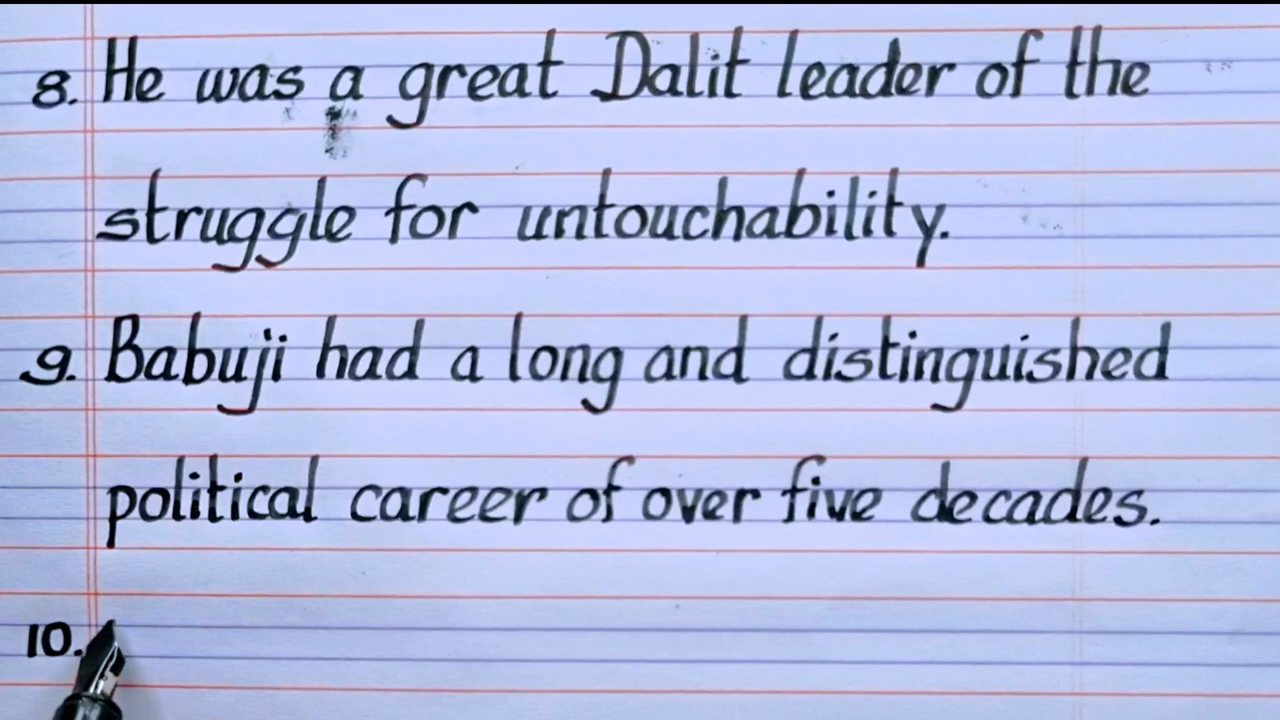 8. He was a great Dalit leader of the
struggle for untouchability.
9. Babuji had a long and distinguished
political career of over five decades.
10.